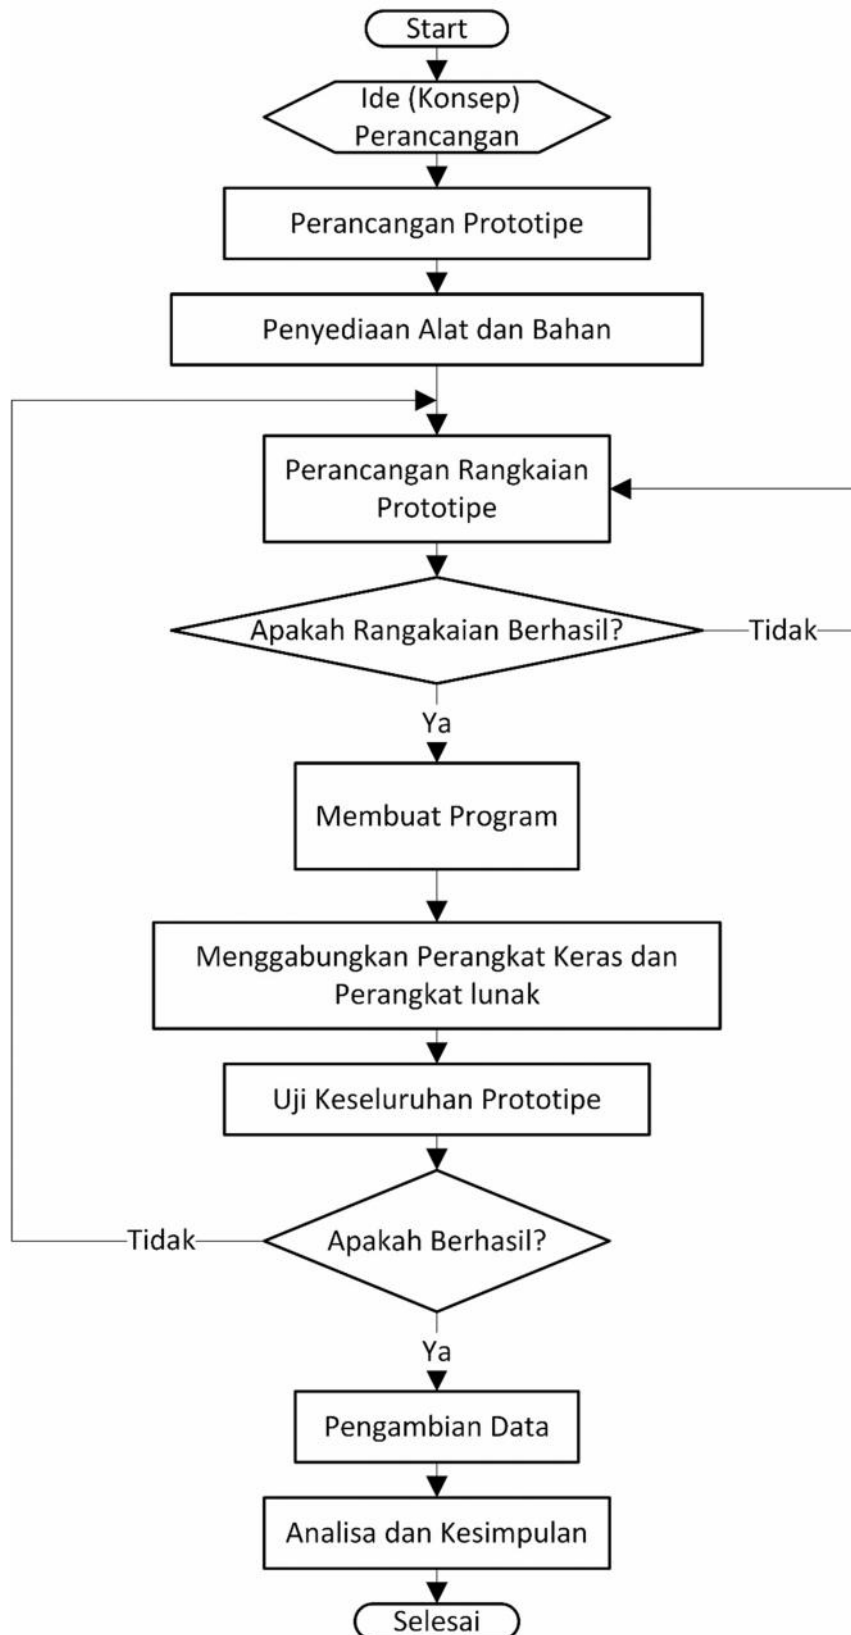 Start
Ide (Konsep)
Perancangan
Perancangan Prototipe
Penyediaan Alat dan Bahan
Perancangan Rangkaian
Prototipe
Apakah Rangakaian Berhasil?
Tidak
Ya
Membuat Program
Menggabungkan Perangkat Keras dan
Perangkat lunak
Uji Keseluruhan Prototipe
Tidak
Apakah Berhasil?
Ya
Pengambian Data
Analisa dan Kesimpulan
Selesai